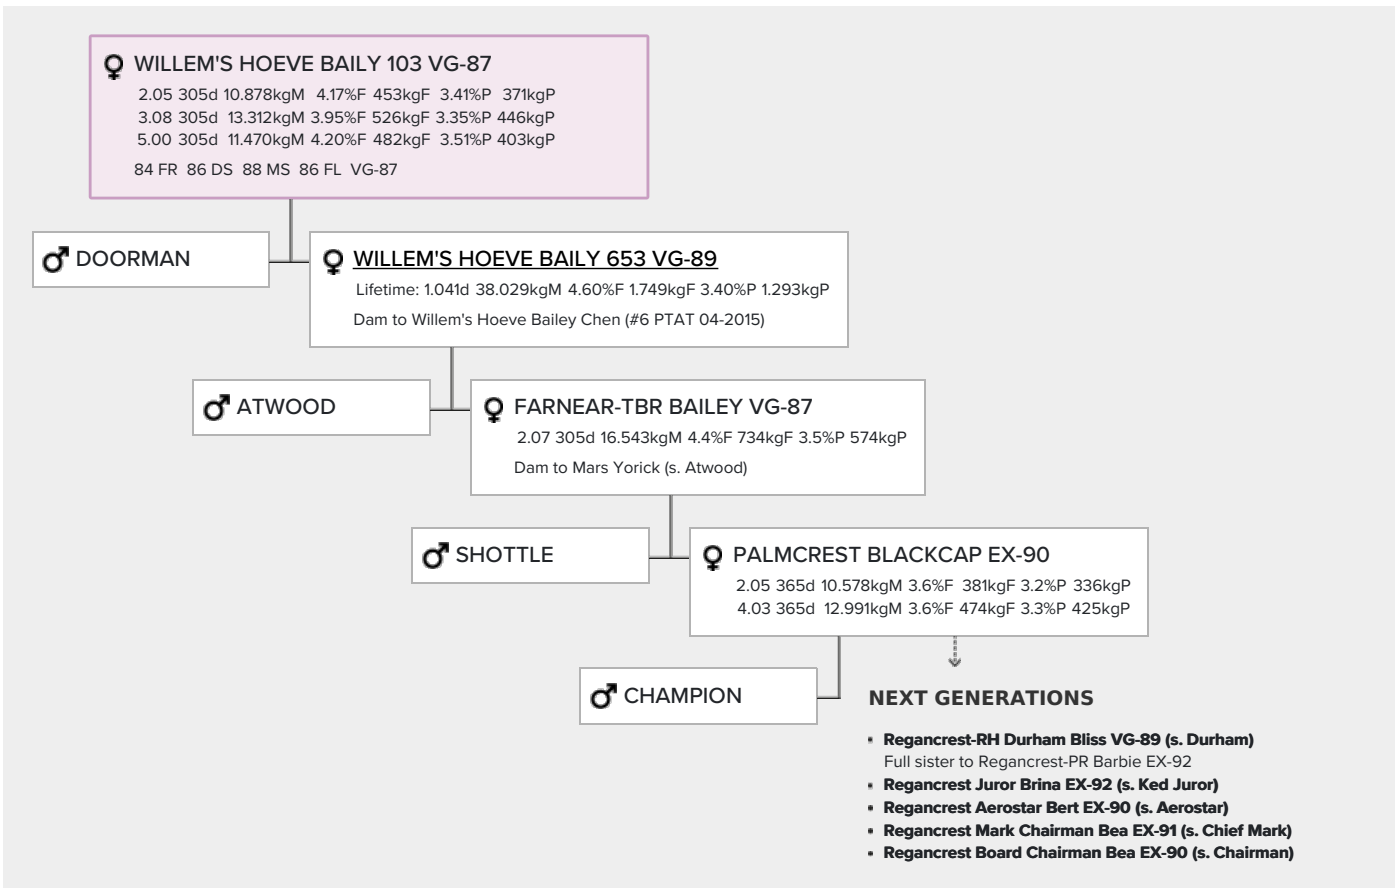 WILLEM'S HOEVE BAILY 103 VG-87
2.05 305d 10.878kgM 4.17%F 453kgF 3.41%P 371kgP
3.08 305d 13.312kgM 3.95%F 526kgF 3.35%P 446kgP
5.00 305d 11.470kgM 4.20%F 482kgF 3.51%P 403kgP
84 FR 86 DS 88 MS 86 FL VG-87
DOORMAN
WILLEM'S HOEVE BAILY 653 VG-89
Lifetime: 1.041d 38.029kgM 4.60%F 1.749kgF 3.40%P 1.293kgP
Dam to Willem's Hoeve Bailey Chen (#6 PTAT 04-2015)
ATWOOD
FARNEAR-TBR BAILEY VG-87
2.07 305d 16.543kgM 4.4%F 734kgF 3.5%P 574kgP
Dam to Mars Yorick (s. Atwood)
SHOTTLE
PALMCREST BLACKCAP EX-90
2.05 365d 10.578kgM 3.6%F 381kgF 3.2%P 336kgP
4.03 365d 12.991kgM 3.6%F 474kgF 3.3%P 425kgP
CHAMPION
NEXT GENERATIONS
Regancrest-RH Durham Bliss VG-89 (s. Durham)
Full sister to Regancrest-PR Barbie EX-92
Regancrest Juror Brina EX-92 (s. Ked Juror)
Regancrest Aerostar Bert EX-90 (s. Aerostar)
Regancrest Mark Chairman Bea EX-91 (s. Chief Mark)
Regancrest Board Chairman Bea EX-90 (s. Chairman)